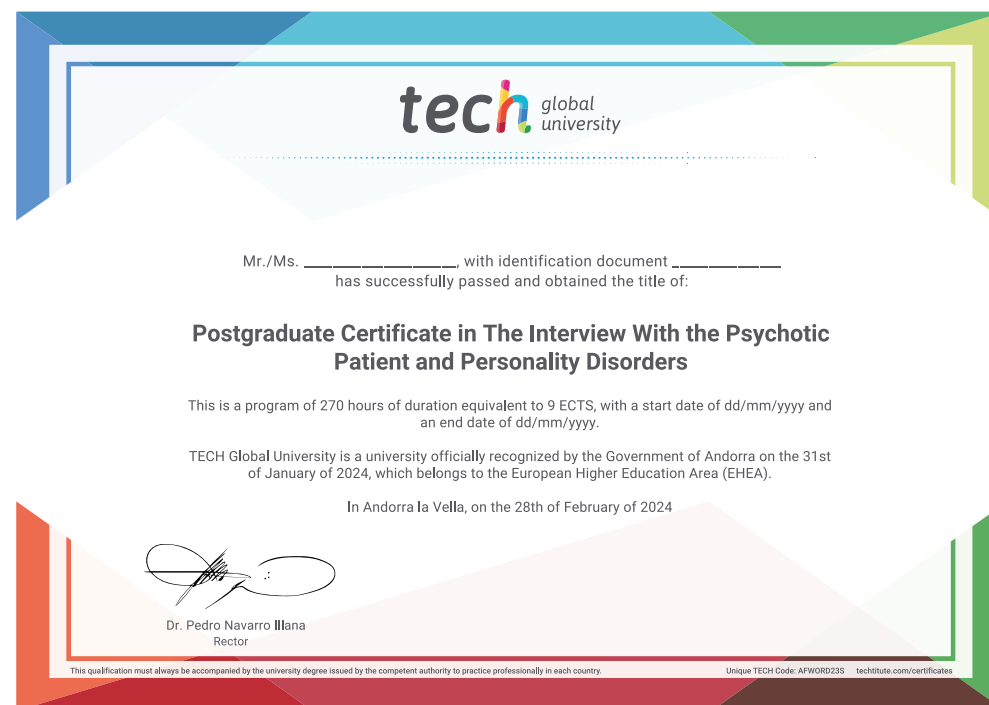 tech global
university
Mr./Ms. ____________________, with identification document ______________
has successfully passed and obtained the title of:
Postgraduate Certificate in The Interview With the Psychotic
Patient and Personality Disorders
This is a program of 270 hours of duration equivalent to 9 ECTS, with a start date of dd/mm/yyyy and
an end date of dd/mm/yyyy.
TECH Global University is a university officially recognized by the Government of Andorra on the 31st
of January of 2024, which belongs to the European Higher Education Area (EHEA).
In Andorra la Vella, on the 28th of February of 2024
Dr. Pedro Navarro Illana
Rector
This qualification must always be accompanied by the university degree issued by the competent authority to practice professionally in each country.
Unique TECH Code: AFWORD23S techtitute.com/certificates